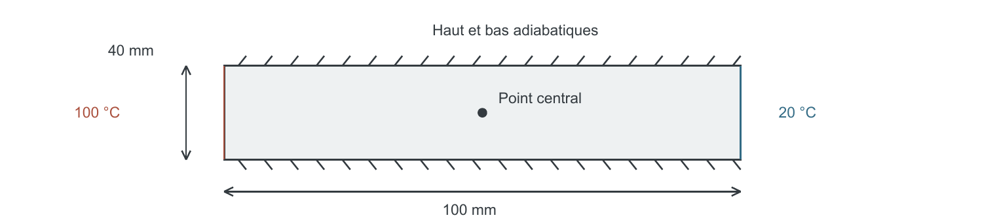 Haut et bas adiabatiques
40 mm
Point central
100 °C
20 °C
100 mm